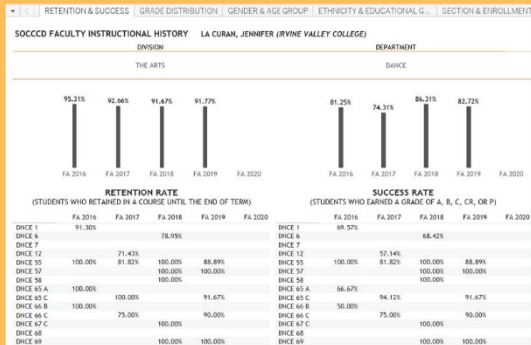 RETENTION & SUCCESS GRADE DISTRIBUTION GENDER & AGE GROUP ETHNICITY & EDUCATIONAL G... SECTION & ENROLLMENT
SOCCCD FACULTY INSTRUCTIONAL HISTORY LA CURAN, JENNIFER (IRVINE VALLEY COLLEGE)
DIVISION DEPARTMENT
THE ARTS DANCE
95.31% 92.66% 91.67% 91.77% 81.25% 74.31% 86.31% 82.72%
FA 2016 FA 2017 FA 2018 FA 2019 FA 2020 FA 2016 FA 2017 FA 2018 FA 2019 FA 2020
RETENTION RATE SUCCESS RATE
(STUDENTS WHO RETAINED IN A COURSE UNTIL THE END OF TERM) (STUDENTS WHO EARNED A GRADE OF A, B, C, CR, OR P)
FA 2016 FA 2017 FA 2018 FA 2019 FA 2020 FA 2016 FA 2017 FA 2018 FA 2019 FA 2020
DNCE 1 91.30% DNCE 1 69.57%
DNCE 6 78.95% DNCE 6 68.42%
DNCE 7 DNCE 7
DNCE 12 71.43% DNCE 12 57.14%
DNCE 55 100.00% 81.82% 100.00% 88.89% DNCE 55 100.00% 81.82% 100.00% 88.89%
DNCE 57 100.00% 100.00% DNCE 57 100.00% 100.00%
DNCE 58 100.00% DNCE 58 100.00%
DNCE 65 A 100.00% DNCE 65 A 66.67%
DNCE 65 C 100.00% 91.67% DNCE 65 C 94.12% 91.67%
DNCE 66 B 100.00% DNCE 66 B 50.00%
DNCE 66 C 75.00% 90.00% DNCE 66 C 75.00% 90.00%
DNCE 67 C 100.00% DNCE 67 C 100.00%
DNCE 68 DNCE 68
DNCE 69 100.00% 100.00% DNCE 69 100.00% 100.00%